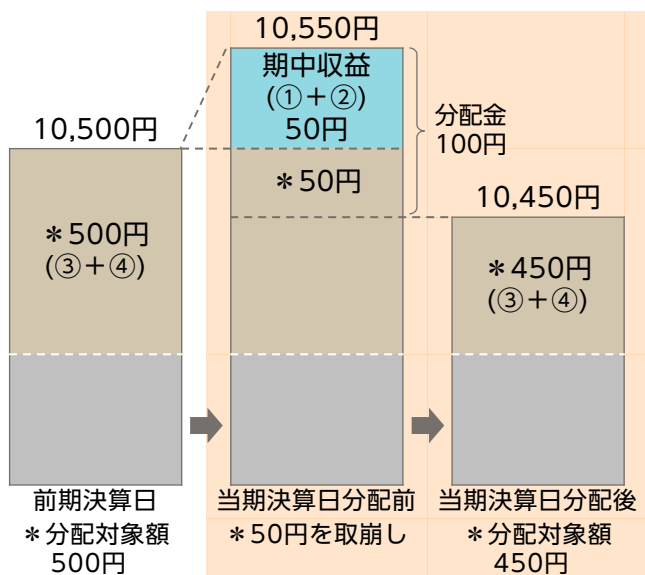 10,500円
＊500円
(③＋④)
前期決算日
＊分配対象額
500円
10,550円
期中収益
(①＋②)
50円
＊50円
分配金
100円
当期決算日分配前
＊50円を取崩し
10,450円
＊450円
(③＋④)
当期決算日分配後
＊分配対象額
450円